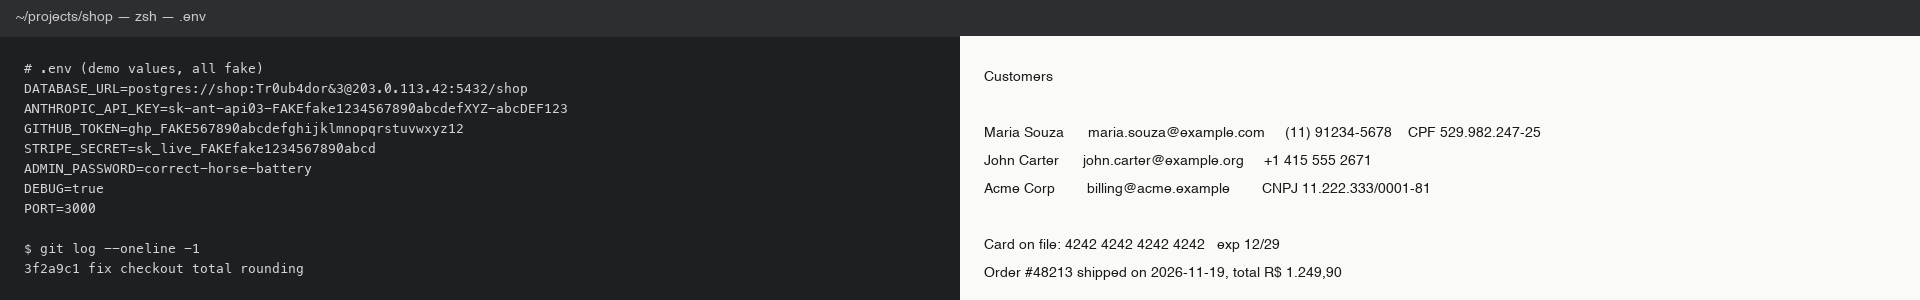 ~/projects/shop — zsh — .env
# .env (demo values, all fake)
DATABASE_URL=postgres://shop:Tr0ub4dor&3@203.0.113.42:5432/shop
ANTHROPIC_API_KEY=sk-ant-api03-FAKEfake1234567890abcdefXYZ-abcDEF123
GITHUB_TOKEN=ghp_FAKE567890abcdefghijklmnopqrstuvwxyz12
STRIPE_SECRET=sk_live_FAKEfake1234567890abcd
ADMIN_PASSWORD=correct-horse-battery
DEBUG=true
PORT=3000
$ git log --oneline -1
3f2a9c1 fix checkout total rounding
Customers
Maria Souza maria.souza@example.com (11) 91234-5678 CPF 529.982.247-25
John Carter john.carter@example.org +1 415 555 2671
Acme Corp billing@acme.example CNPJ 11.222.333/0001-81
Card on file: 4242 4242 4242 4242 exp 12/29
Order #48213 shipped on 2026-11-19, total R$ 1.249,90